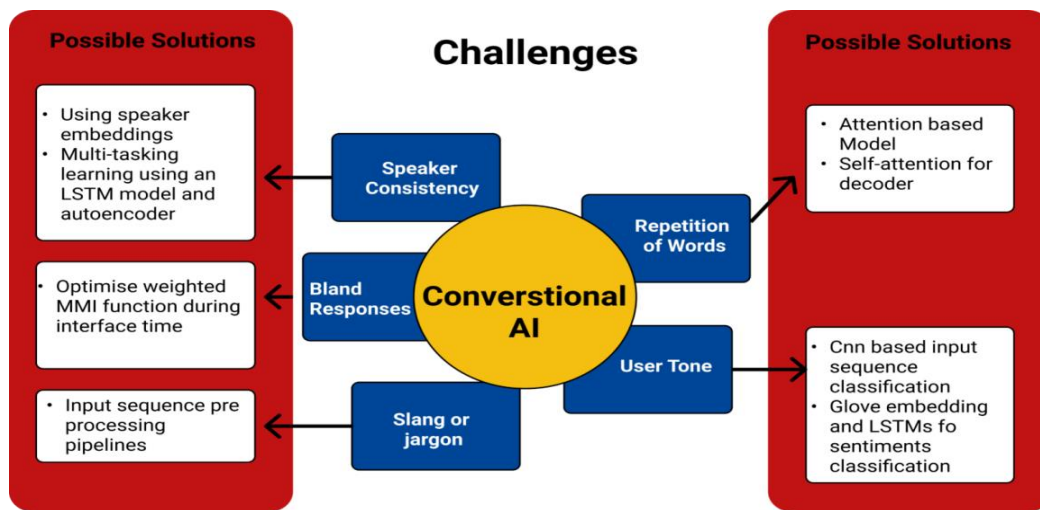 Possible Solutions
• Using speaker
embeddings
• Multi-tasking
learning using an
LSTM model and
autoencoder
• Optimise weighted
MMI function during
interface time
• Input sequence pre
processing
pipelines
Challenges
Speaker
Consistency
Bland
Responses
Slang or
jargon
Converstional
AI
Repetition
of Words
User Tone
Possible Solutions
• Attention based
Model
• Self-attention for
decoder
• Cnn based input
sequence
classification
• Glove embedding
and LSTMs fo
sentiments
classification